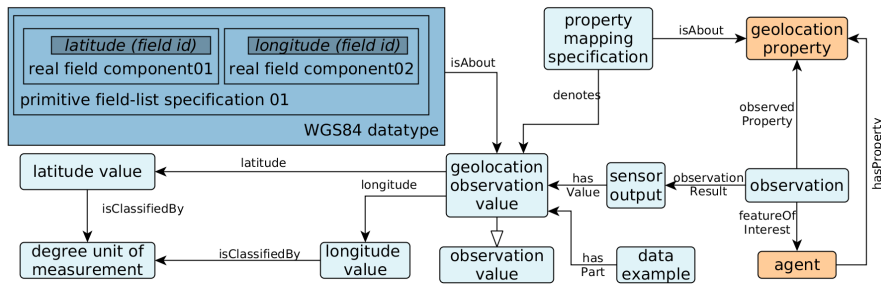 latitude (field id)
longitude (field id)
real field component01
real field component02
primitive field-list specification 01
WGS84 datatype
isAbout
property
mapping
specification
isAbout
geolocation
property
denotes
observed
Property
hasProperty
latitude value
latitude
geolocation
observation
value
has
Value
sensor
output
observation
Result
observation
longitude
isClassifiedBy
featureOf
Interest
degree unit of
measurement
isClassifiedBy
longitude
value
observation
value
has
Part
data
example
agent